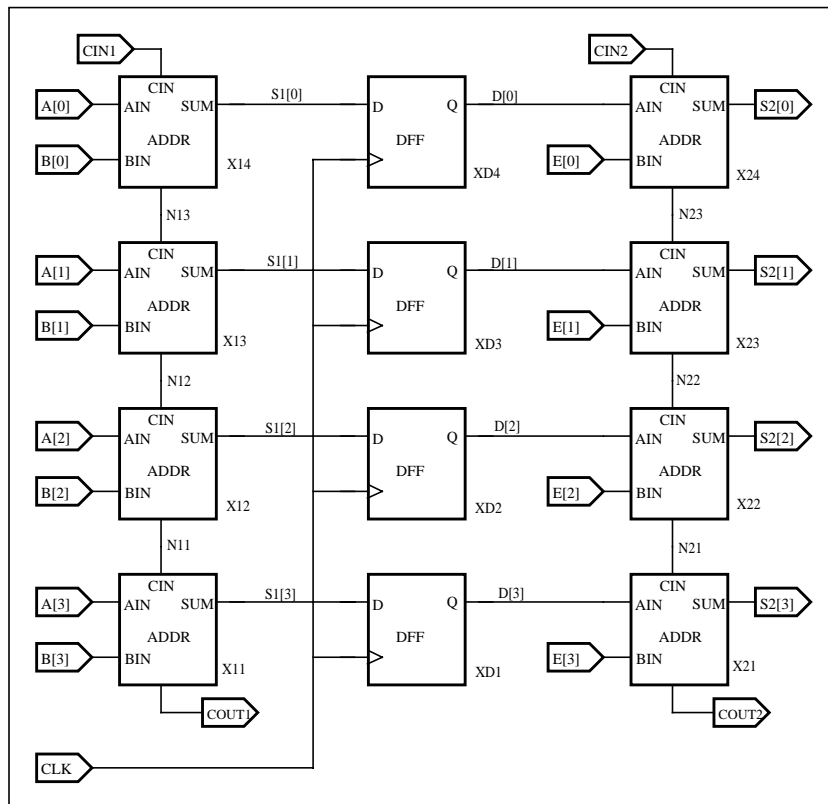 CIN1
CIN2
A[0]
CIN
AIN
SUM
ADDR
B[0]
BIN
X14
S1[0]
D
Q
DFF
XD4
D[0]
CIN
AIN
SUM
ADDR
E[0]
BIN
X24
S2[0]
N13
N23
A[1]
CIN
AIN
SUM
ADDR
B[1]
BIN
X13
S1[1]
D
Q
DFF
XD3
D[1]
CIN
AIN
SUM
ADDR
E[1]
BIN
X23
S2[1]
N12
N22
A[2]
CIN
AIN
SUM
ADDR
B[2]
BIN
X12
S1[2]
D
Q
DFF
XD2
D[2]
CIN
AIN
SUM
ADDR
E[2]
BIN
X22
S2[2]
N11
N21
A[3]
CIN
AIN
SUM
ADDR
B[3]
BIN
X11
S1[3]
D
Q
DFF
XD1
D[3]
CIN
AIN
SUM
ADDR
E[3]
BIN
X21
S2[3]
COUT1
COUT2
CLK